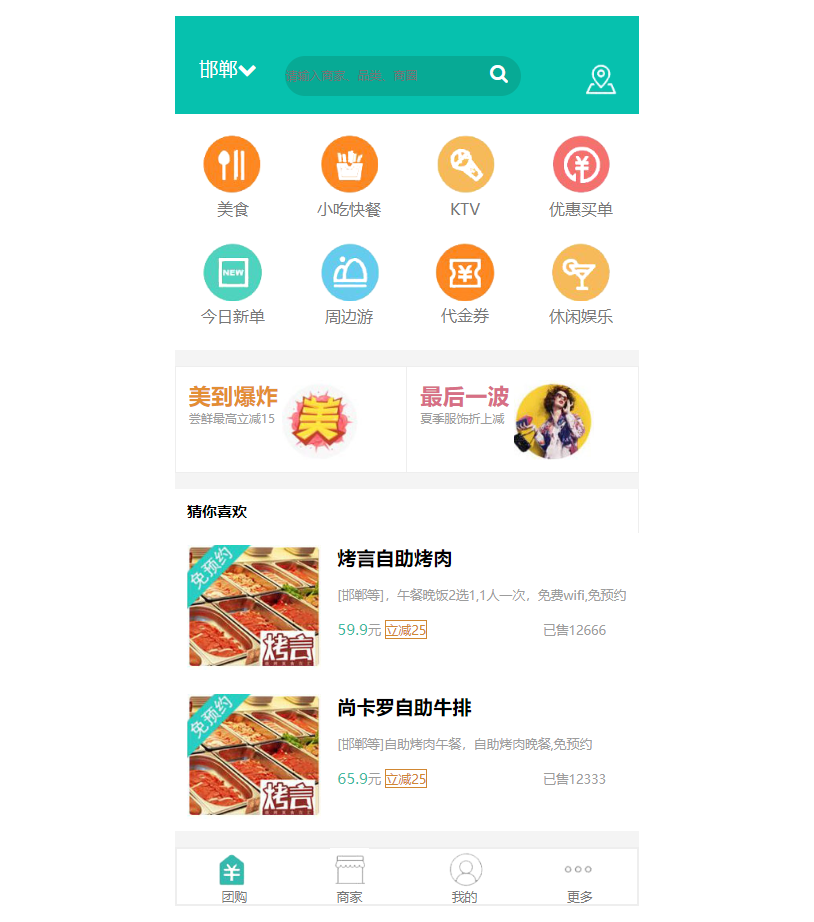 邯郸
请输入商家、品类、商圈
美食
小吃快餐
KTV
优惠买单
NEW
今日新单
周边游
代金券
休闲娱乐
美到爆炸
尝鲜最高立减15
美
最后一波
夏季服饰折上减
猜你喜欢
免预约
烤言
烤言自助烤肉
[邯郸等]，午餐晚饭2选1,1人一次，免费wifi,免预约
59.9元 立减25 已售12666
免预约
烤言
尚卡罗自助牛排
[邯郸等]自助烤肉午餐，自助烤肉晚餐,免预约
65.9元 立减25 已售12333
团购
商家
我的
更多